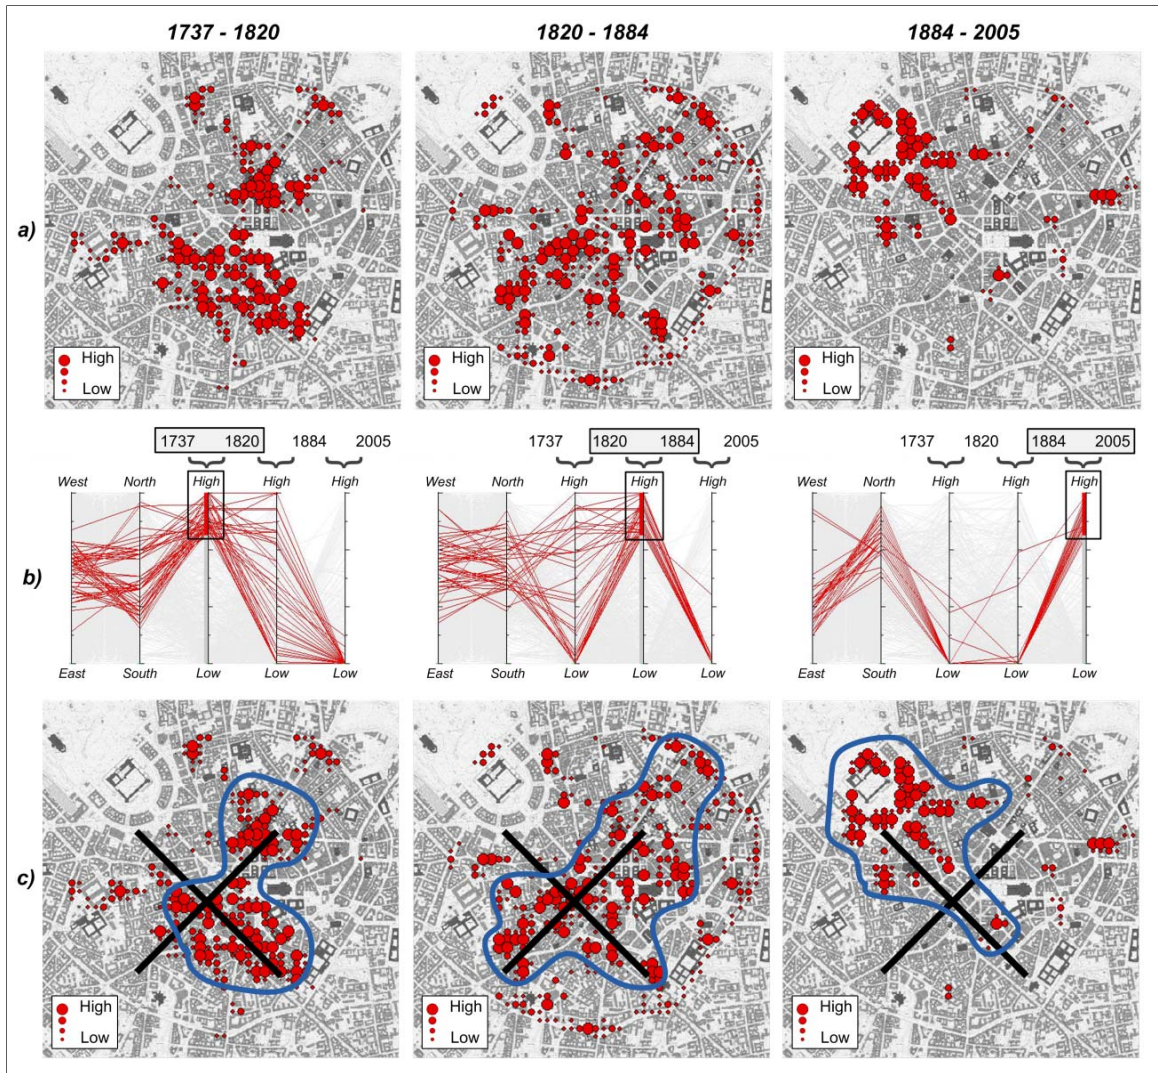 1737 - 1820
1820 - 1884
1884 - 2005
a)
High
Low
High
Low
High
Low
1737 1820 1884 2005
1737 1820 1884 2005
1737 1820 1884 2005
West North High High High
West North High High High
West North High High High
b)
East South Low Low Low
East South Low Low Low
East South Low Low Low
c)
High
Low
High
Low
High
Low